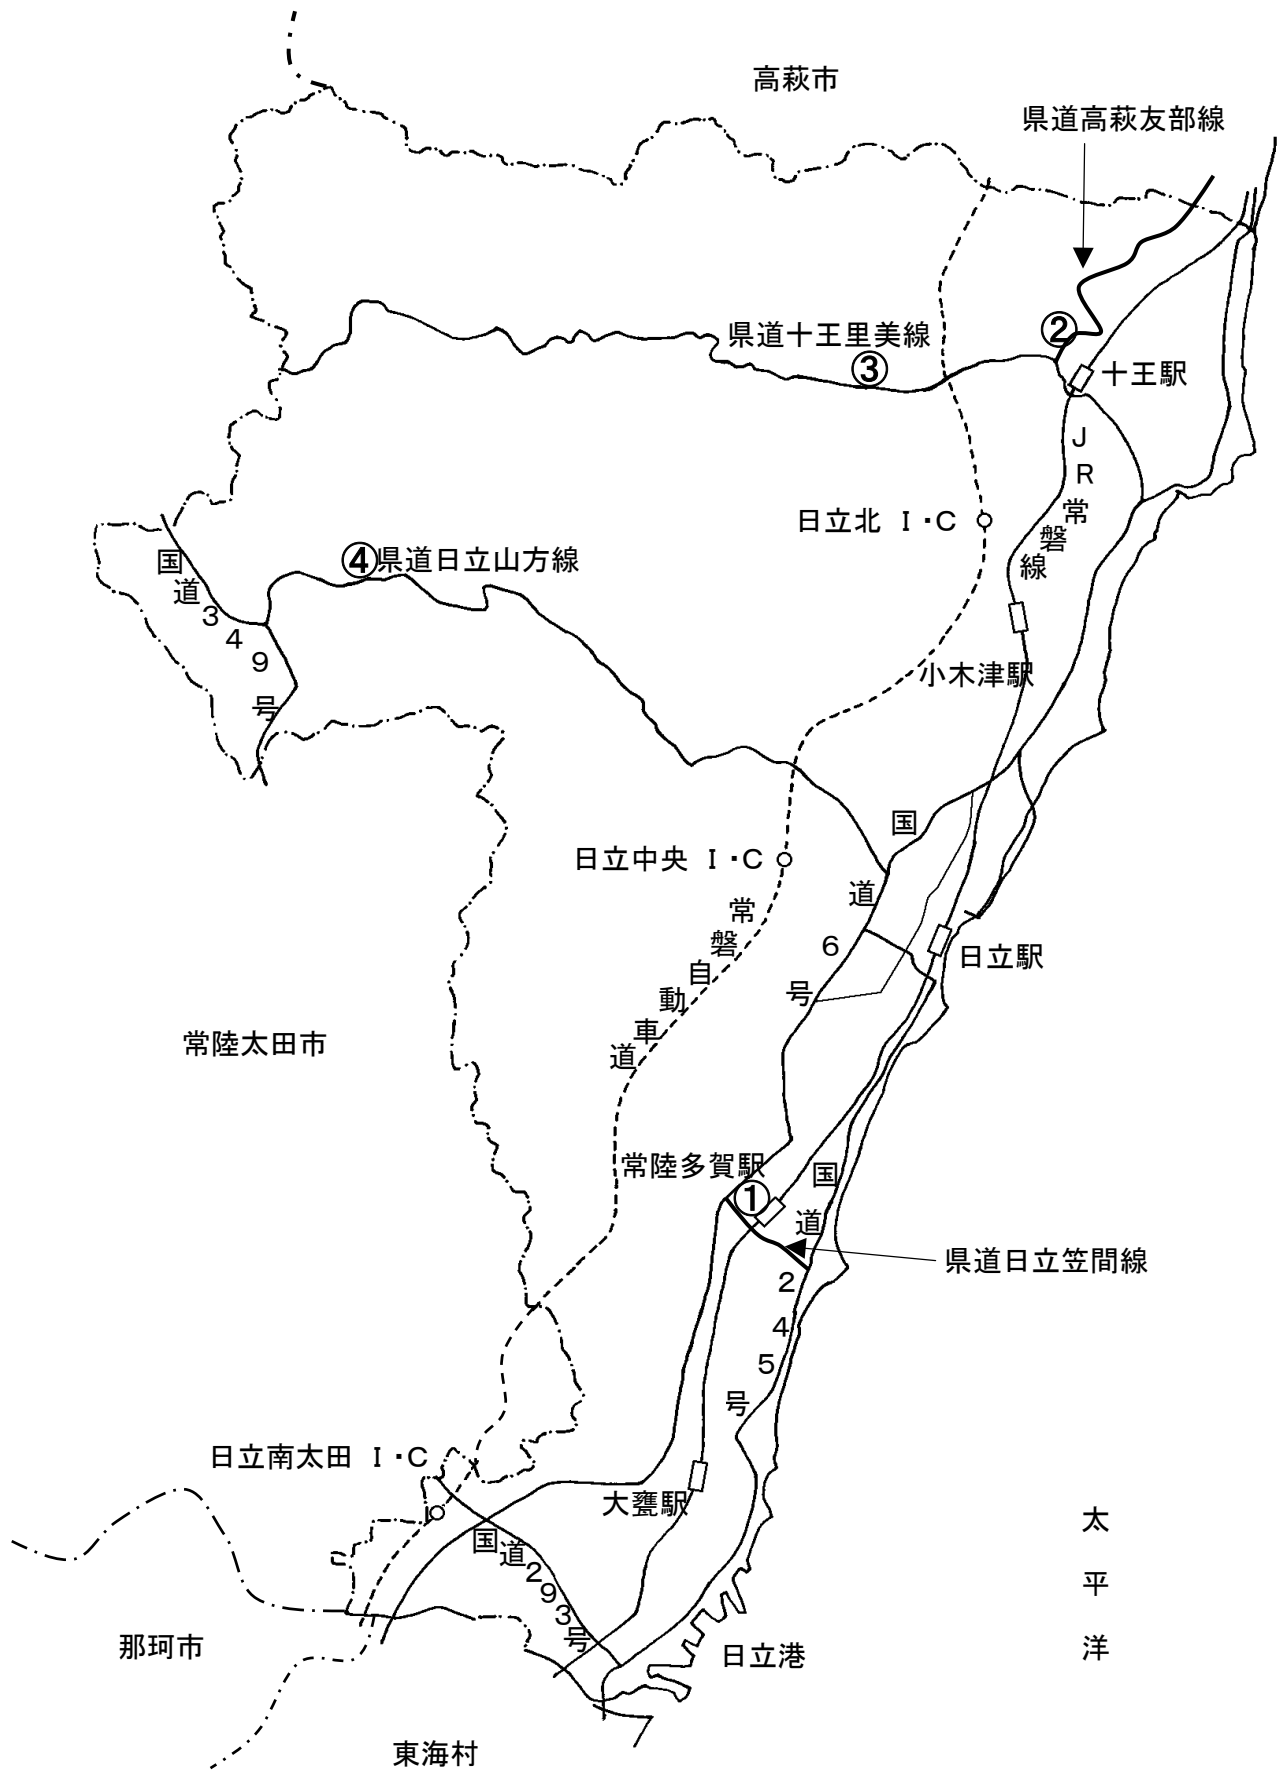 高萩市
県道高萩友部線
②
県道十王里美線
③
十王駅
JR常磐線
日立北 I・C
④県道日立山方線
国道349号
小木津駅
国道6号
日立中央 I・C
常磐自動車道
日立駅
常陸太田市
常陸多賀駅
①
国道245号
県道日立笠間線
日立南太田 I・C
大甕駅
国道293号
太平洋
那珂市
日立港
東海村